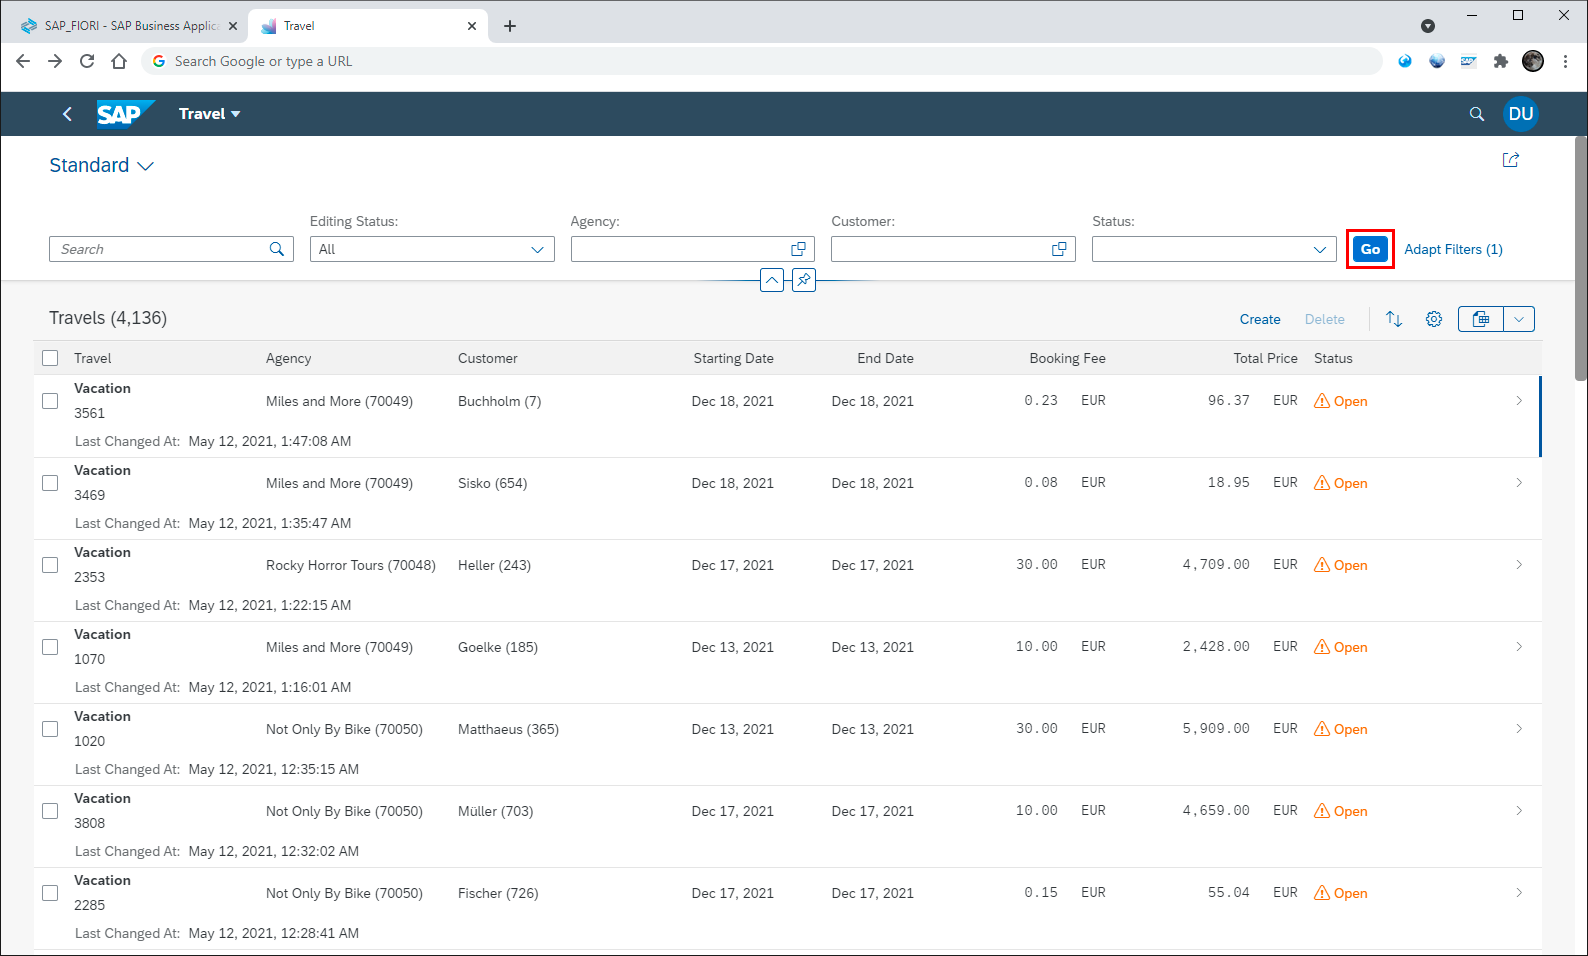 SAP_FIORI - SAP Business Applic
Travel
Search Google or type a URL
SAP
SAP
Travel
DU
Standard
Editing Status:
Agency:
Customer:
Status:
Search
All
Go
Adapt Filters (1)
Travels (4,136)
Create
Delete
Travel Agency Customer Starting Date End Date Booking Fee Total Price Status
Vacation
3561
Miles and More (70049) Buchholm (7) Dec 18, 2021 Dec 18, 2021 0.23 EUR 96.37 EUR Open
Last Changed At: May 12, 2021, 1:47:08 AM
Vacation
3469
Miles and More (70049) Sisko (654) Dec 18, 2021 Dec 18, 2021 0.08 EUR 18.95 EUR Open
Last Changed At: May 12, 2021, 1:35:47 AM
Vacation
2353
Rocky Horror Tours (70048) Heller (243) Dec 17, 2021 Dec 17, 2021 30.00 EUR 4,709.00 EUR Open
Last Changed At: May 12, 2021, 1:22:15 AM
Vacation
1070
Miles and More (70049) Goelke (185) Dec 13, 2021 Dec 13, 2021 10.00 EUR 2,428.00 EUR Open
Last Changed At: May 12, 2021, 1:16:01 AM
Vacation
1020
Not Only By Bike (70050) Matthaeus (365) Dec 13, 2021 Dec 13, 2021 30.00 EUR 5,909.00 EUR Open
Last Changed At: May 12, 2021, 12:35:15 AM
Vacation
3808
Not Only By Bike (70050) Müller (703) Dec 17, 2021 Dec 17, 2021 10.00 EUR 4,659.00 EUR Open
Last Changed At: May 12, 2021, 12:32:02 AM
Vacation
2285
Not Only By Bike (70050) Fischer (726) Dec 17, 2021 Dec 17, 2021 0.15 EUR 55.04 EUR Open
Last Changed At: May 12, 2021, 12:28:41 AM